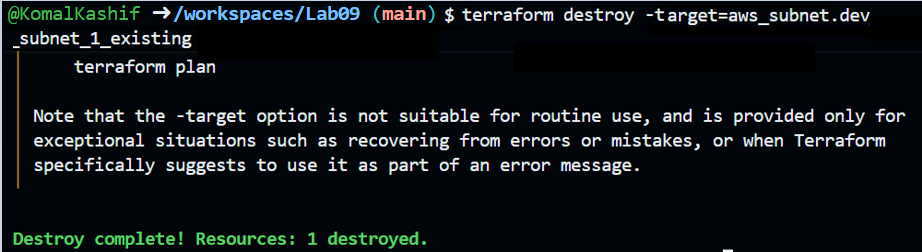 @KomalKashif ➜/workspaces/Lab09 (main) $ terraform destroy -target=aws_subnet.dev
_subnet_1_existing
terraform plan
Note that the -target option is not suitable for routine use, and is provided only for
exceptional situations such as recovering from errors or mistakes, or when Terraform
specifically suggests to use it as part of an error message.
Destroy complete! Resources: 1 destroyed.